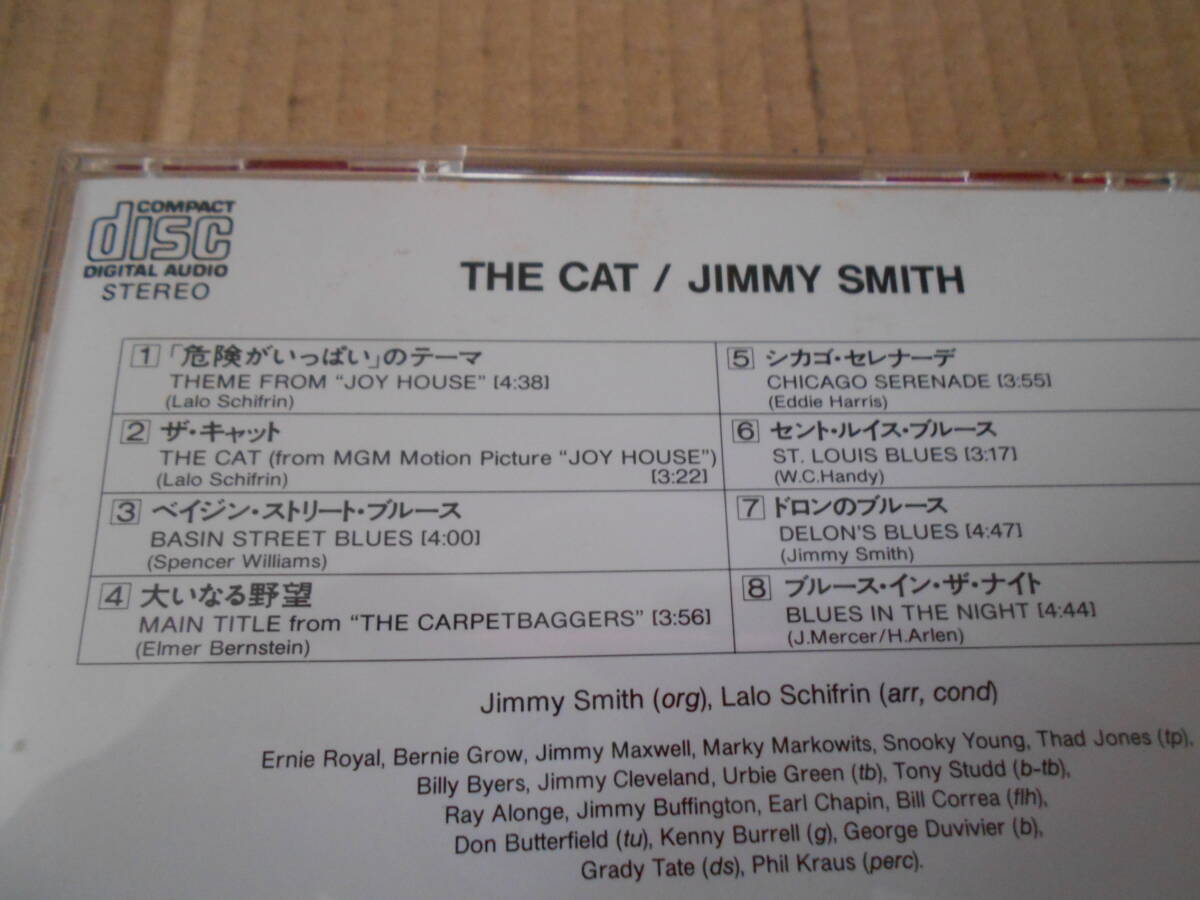 COMPACT
disc
DIGITAL AUDIO
STEREO
THE CAT / JIMMY SMITH
1 「危険がいっぱい」のテーマ
THEME FROM “JOY HOUSE” [4:38]
(Lalo Schifrin)
2 ザ・キャット
THE CAT (from MGM Motion Picture “JOY HOUSE”)
(Lalo Schifrin) [3:22]
3 ベイジン・ストリート・ブルース
BASIN STREET BLUES [4:00]
(Spencer Williams)
4 大いなる野望
MAIN TITLE from “THE CARPETBAGGERS” [3:56]
(Elmer Bernstein)
5 シカゴ・セレナーデ
CHICAGO SERENADE [3:55]
(Eddie Harris)
6 セント・ルイス・ブルース
ST. LOUIS BLUES [3:17]
(W.C.Handy)
7 ドロンのブルース
DELON'S BLUES [4:47]
(Jimmy Smith)
8 ブルース・イン・ザ・ナイト
BLUES IN THE NIGHT [4:44]
(J.Mercer/H.Arlen)
Jimmy Smith (org), Lalo Schifrin (arr, cond)
Ernie Royal, Bernie Grow, Jimmy Maxwell, Marky Markowits, Snooky Young, Thad Jones (tp),
Billy Byers, Jimmy Cleveland, Urbie Green (tb), Tony Studd (b-tb),
Ray Alonge, Jimmy Buffington, Earl Chapin, Bill Correa (flh),
Don Butterfield (tu), Kenny Burrell (g), George Duvivier (b),
Grady Tate (ds), Phil Kraus (perc).